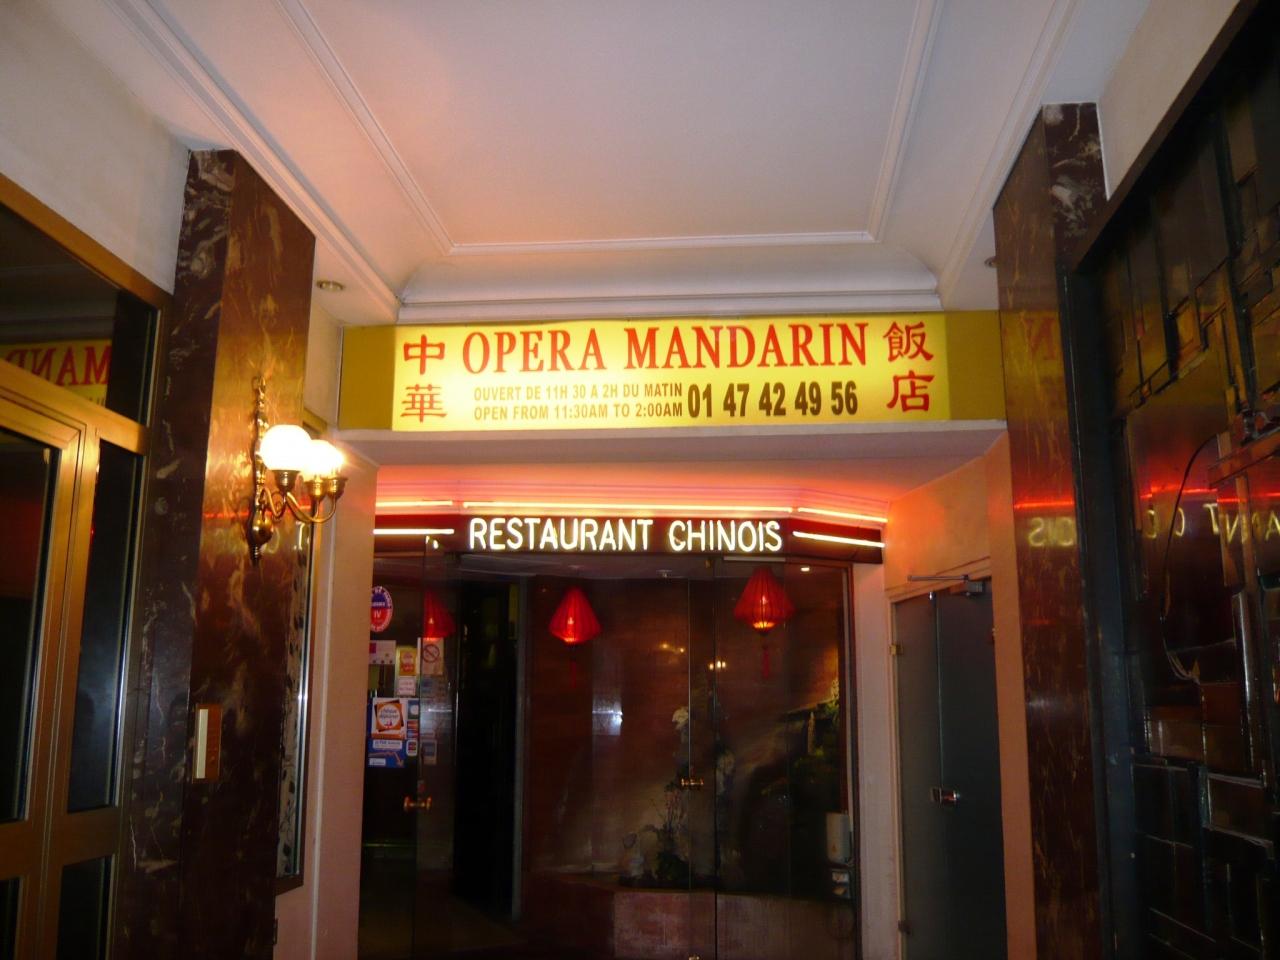 中華
OPERA MANDARIN
飯店
OUVERT DE 11H 30 A 2H DU MATIN
OPEN FROM 11:30AM TO 2:00AM
01 47 42 49 56
RESTAURANT CHINOIS